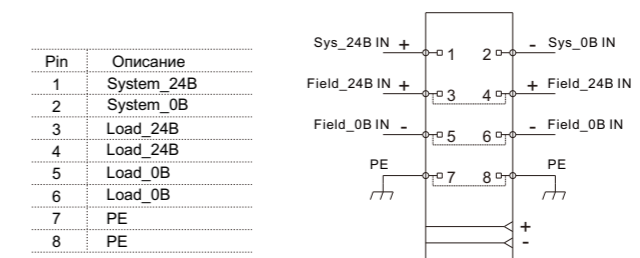 Pin Описание
1 System_24В
2 System_0В
3 Load_24В
4 Load_24В
5 Load_0В
6 Load_0В
7 PE
8 PE
Sys_24В IN + 1 2 - Sys_0В IN
Field_24В IN + 3 4 + Field_24В IN
Field_0В IN - 5 6 - Field_0В IN
PE 7 8 PE
+
-